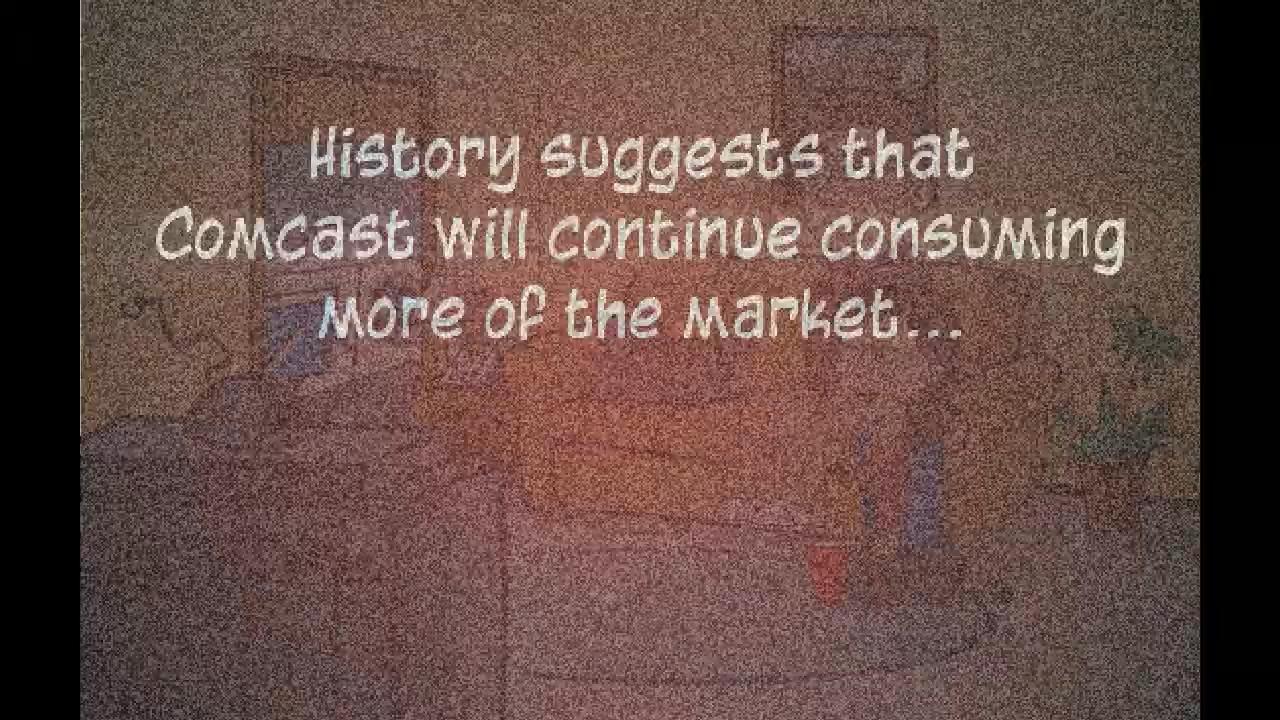 History suggests that
Comcast will continue consuming
more of the market...